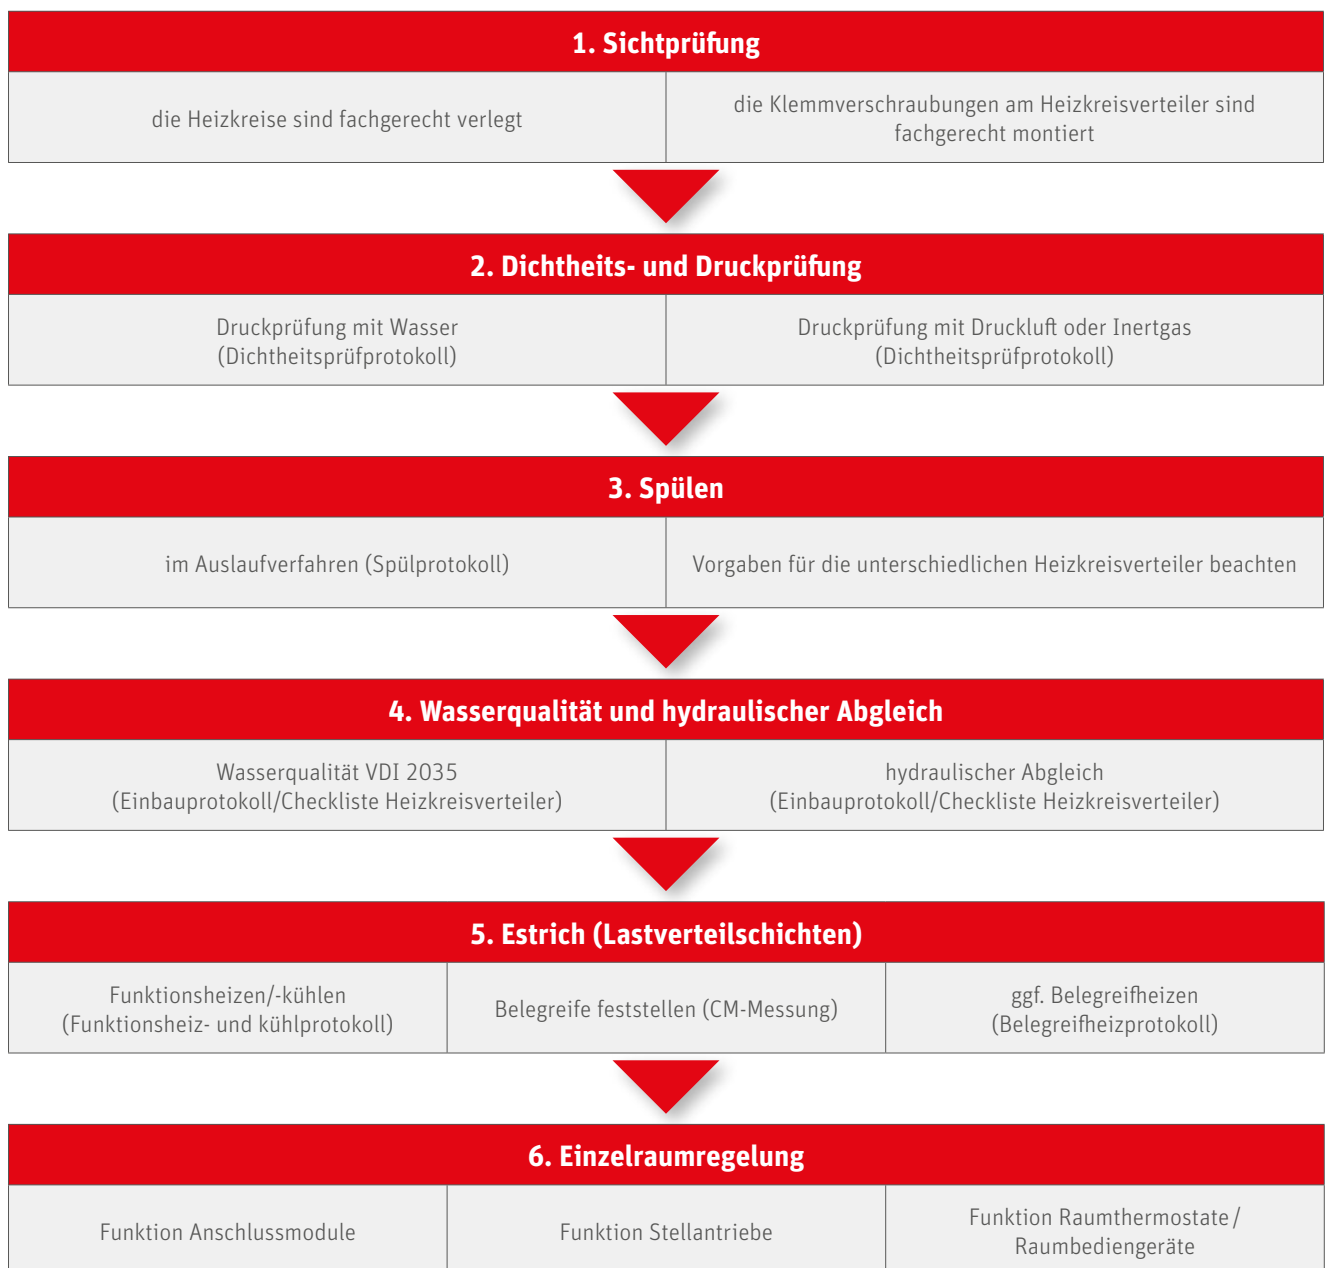 1. Sichtprüfung
die Heizkreise sind fachgerecht verlegt
die Klemmverschraubungen am Heizkreisverteiler sind
fachgerecht montiert
2. Dichtheits- und Druckprüfung
Druckprüfung mit Wasser
(Dichtheitsprüfprotokoll)
Druckprüfung mit Druckluft oder Inertgas
(Dichtheitsprüfprotokoll)
3. Spülen
im Auslaufverfahren (Spülprotokoll)
Vorgaben für die unterschiedlichen Heizkreisverteiler beachten
4. Wasserqualität und hydraulischer Abgleich
Wasserqualität VDI 2035
(Einbauprotokoll/Checkliste Heizkreisverteiler)
hydraulischer Abgleich
(Einbauprotokoll/Checkliste Heizkreisverteiler)
5. Estrich (Lastverteilschichten)
Funktionsheizen/-kühlen
(Funktionsheiz- und kühlprotokoll)
Belegreife feststellen (CM-Messung)
ggf. Belegreifheizen
(Belegreifheizprotokoll)
6. Einzelraumregelung
Funktion Anschlussmodule
Funktion Stellantriebe
Funktion Raumthermostate/
Raumbediengeräte